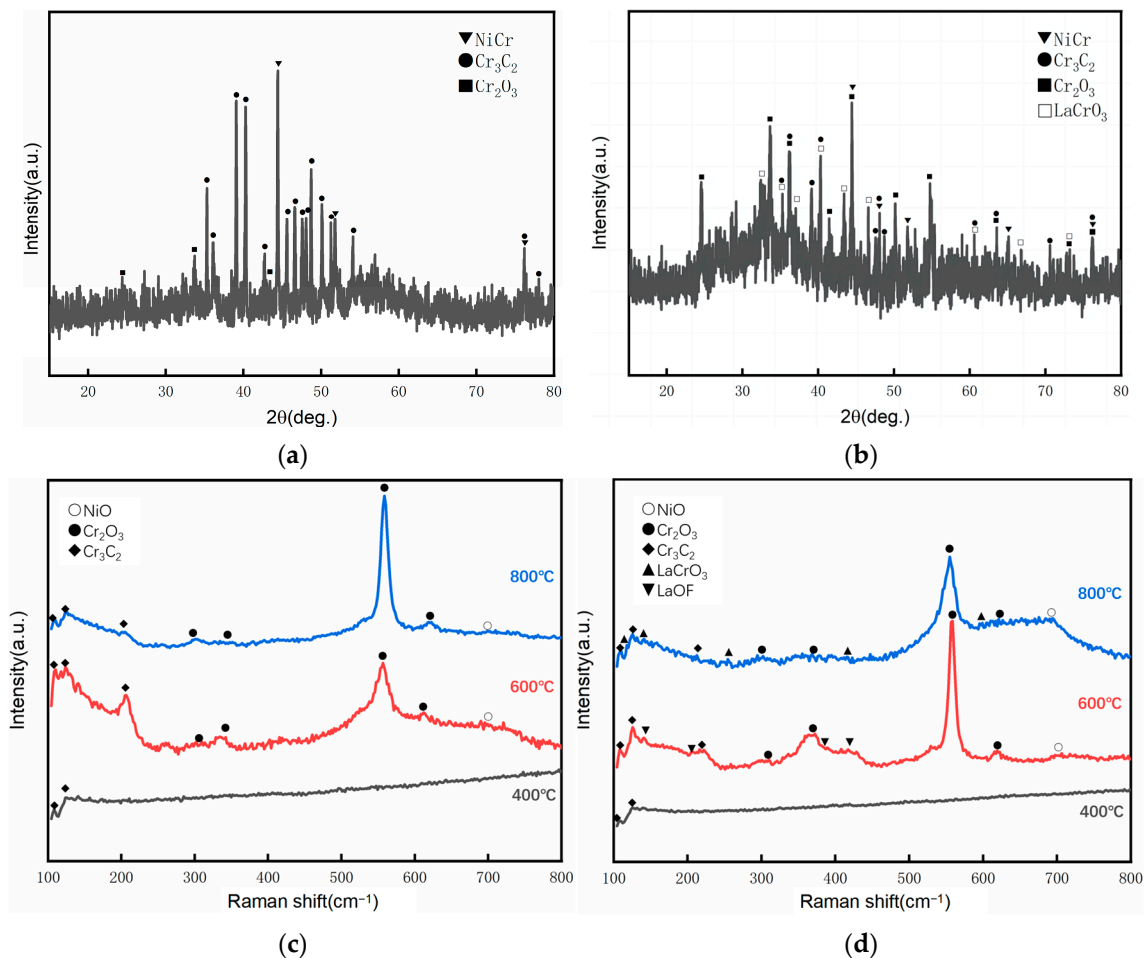 ▼NiCr
●Cr₃C₂
■Cr₂O₃
Intensity(a.u.)
20 30 40 50 60 70 80
2θ(deg.)
(a)
▼NiCr
●Cr₃C₂
■Cr₂O₃
□LaCrO₃
Intensity(a.u.)
20 30 40 50 60 70 80
2θ(deg.)
(b)
○NiO
●Cr₂O₃
◆Cr₃C₂
800℃
600℃
400℃
Intensity(a.u.)
100 200 300 400 500 600 700 800
Raman shift(cm⁻¹)
(c)
○NiO
●Cr₂O₃
◆Cr₃C₂
▲LaCrO₃
▼LaOF
800℃
600℃
400℃
Intensity(a.u.)
100 200 300 400 500 600 700 800
Raman shift(cm⁻¹)
(d)